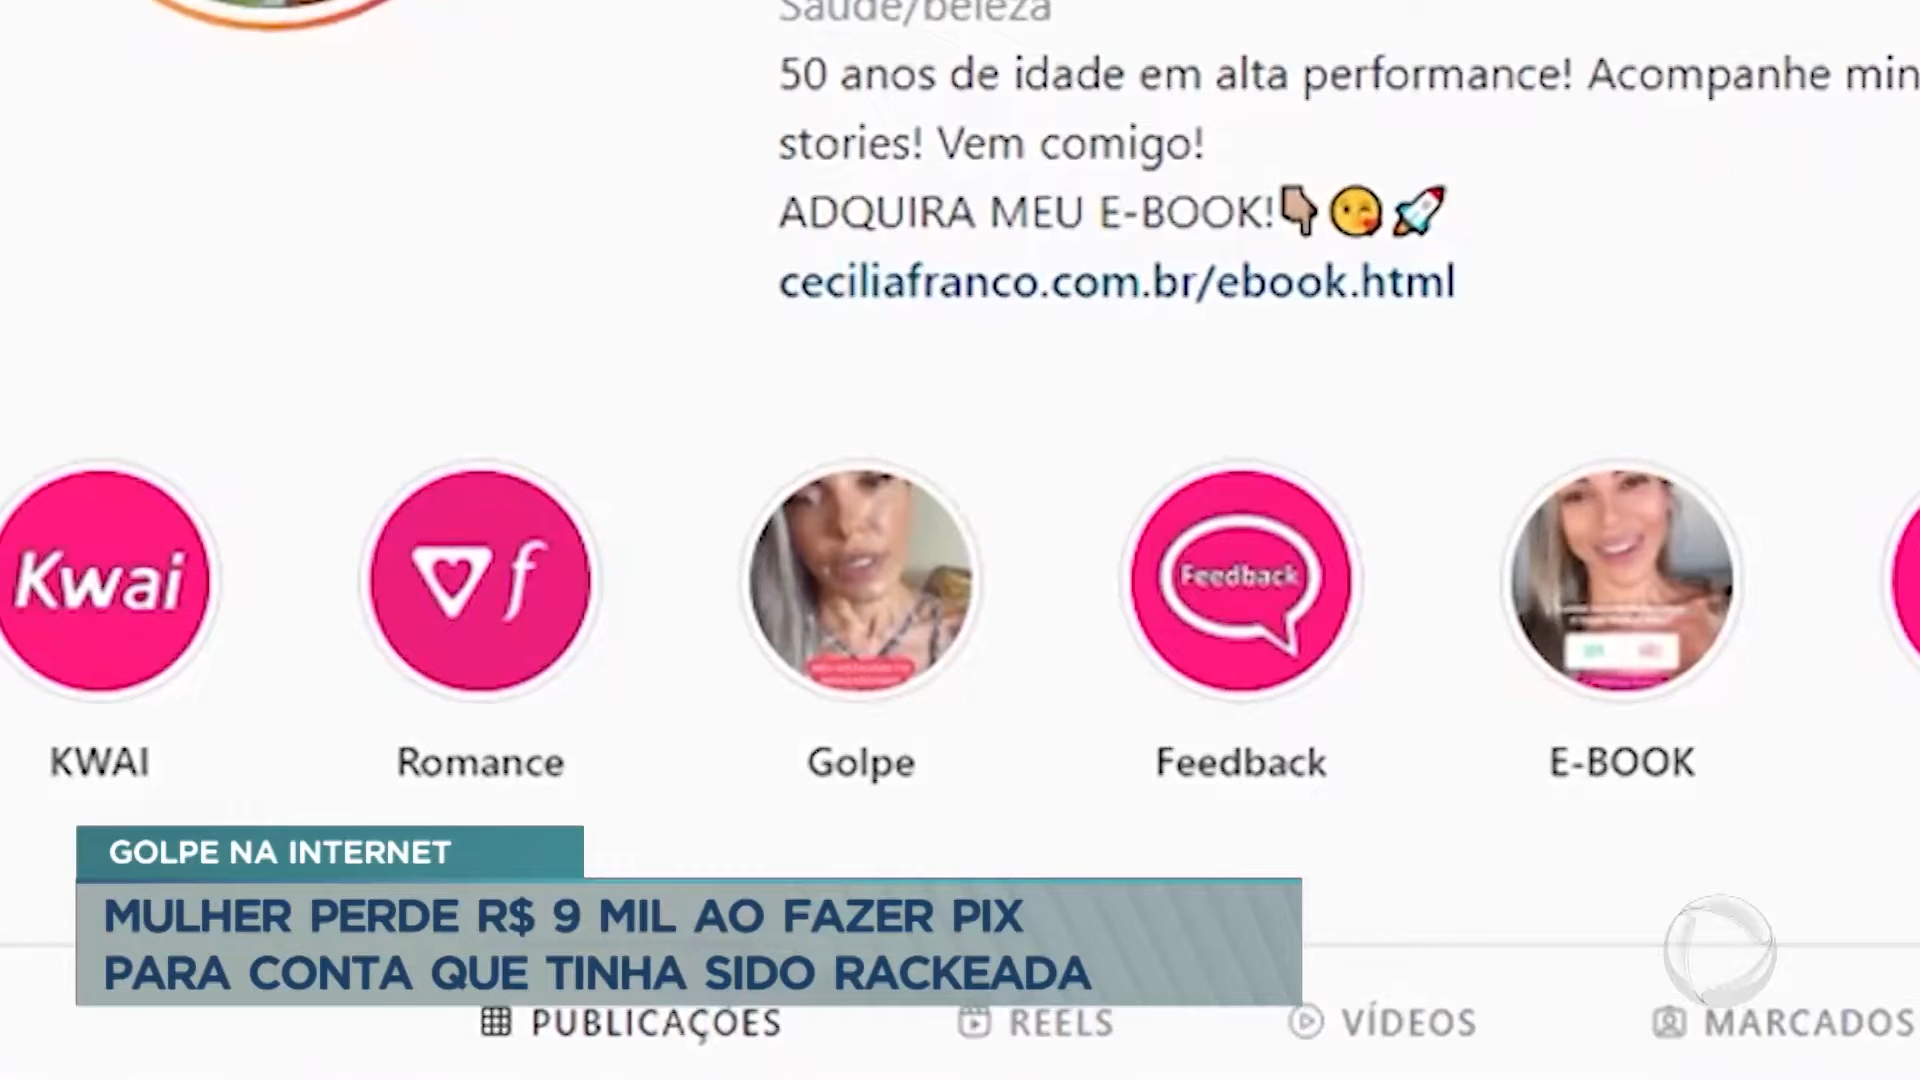 Saúde/beleza
50 anos de idade em alta performance! Acompanhe min
stories! Vem comigo!
ADQUIRA MEU E-BOOK!👇🏽😘🚀
ceciliafranco.com.br/ebook.html
Kwai
f
Feedback
KWAI
Romance
Golpe
Feedback
E-BOOK
GOLPE NA INTERNET
MULHER PERDE R$ 9 MIL AO FAZER PIX
PARA CONTA QUE TINHA SIDO RACKEADA
PUBLICAÇÕES
REELS
VÍDEOS
MARCADOS